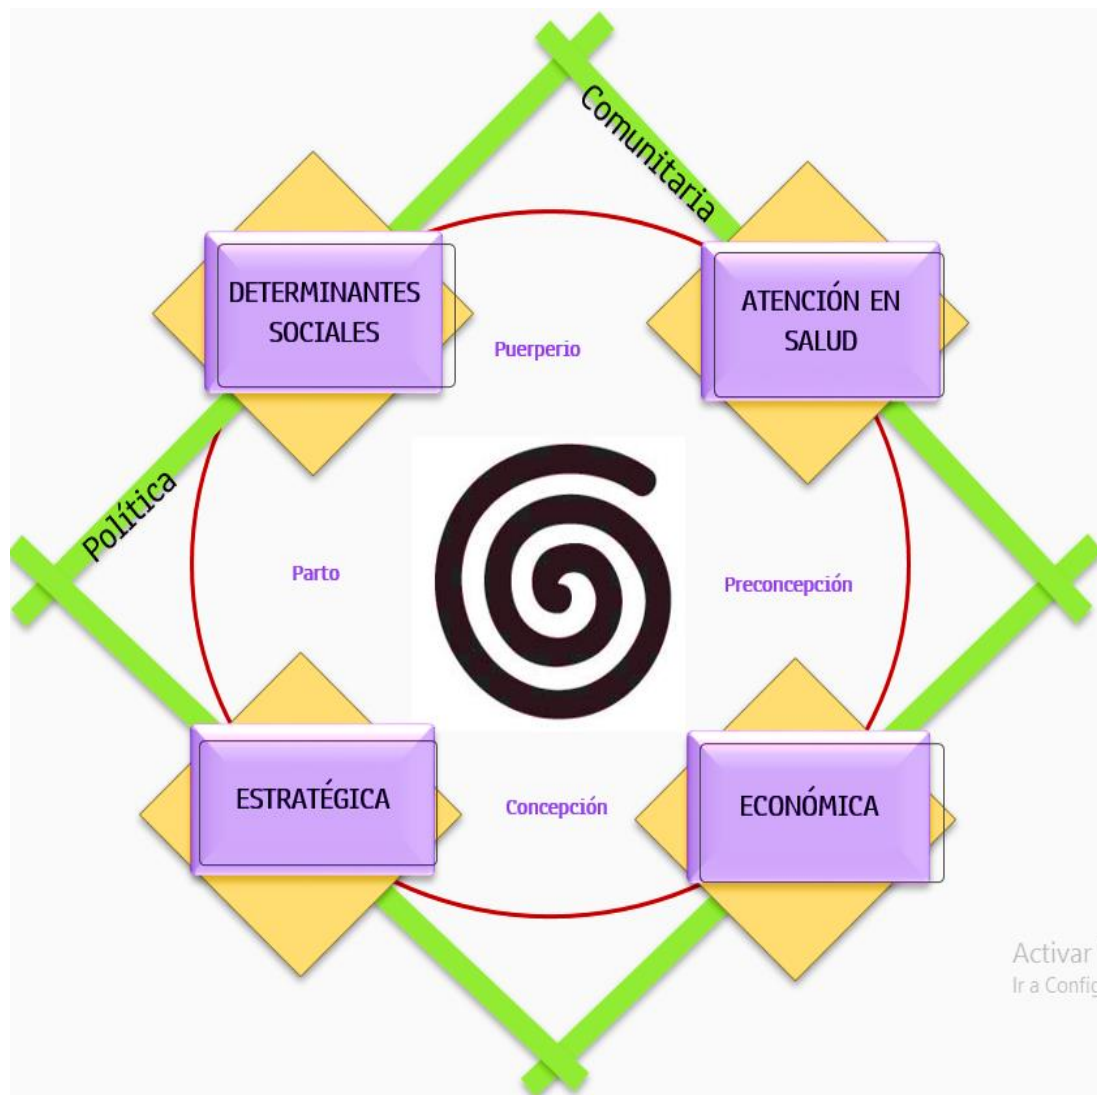 Comunitaria
DETERMINANTES
SOCIALES
ATENCIÓN EN
SALUD
Puerperio
Política
Parto
Preconcepción
ESTRATÉGICA
Concepción
ECONÓMICA
Activar
Ir a Config